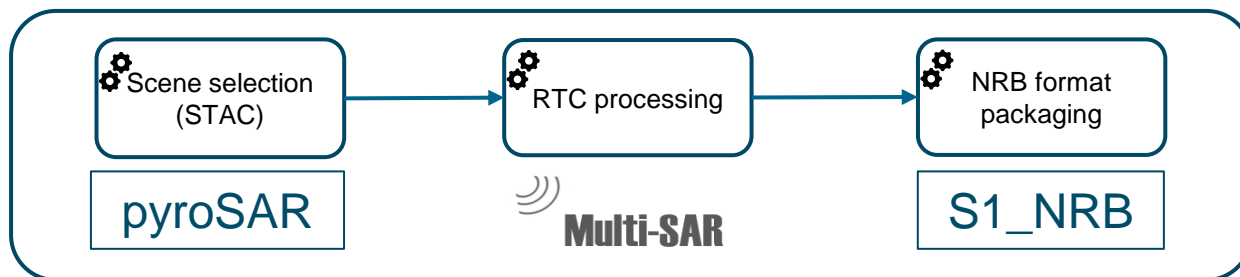 Scene selection
(STAC)
RTC processing
NRB format
packaging
pyroSAR
Multi-SAR
S1_NRB